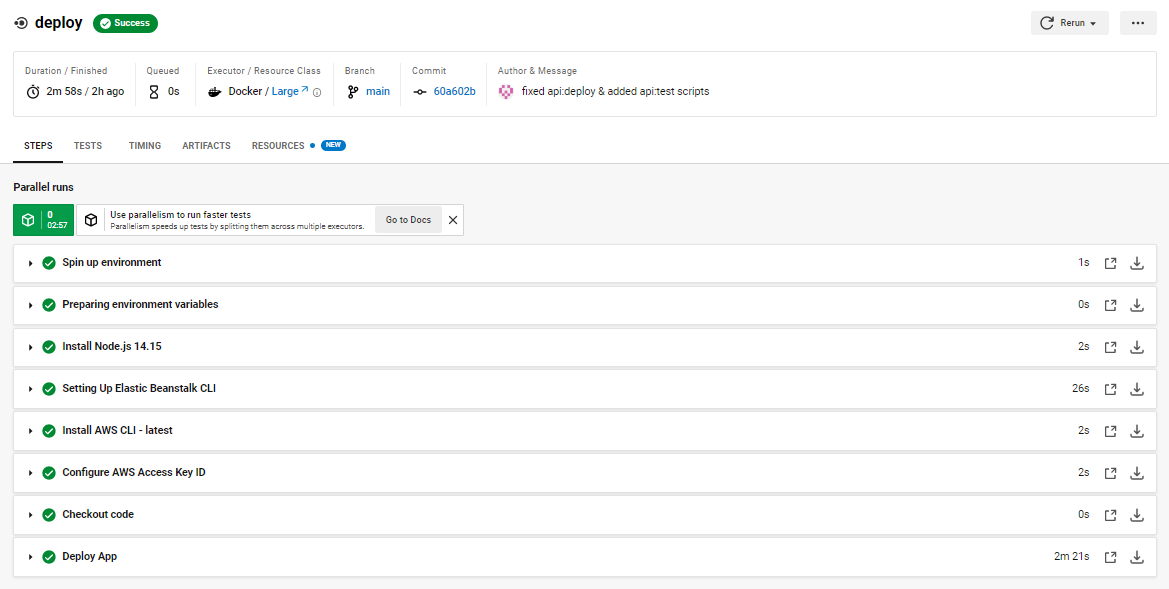 deploy Success Rerun
Duration / Finished Queued Executor / Resource Class Branch Commit Author & Message
2m 58s / 2h ago 0s Docker / Large main 60a602b fixed api:deploy & added api:test scripts
STEPS TESTS TIMING ARTIFACTS RESOURCES NEW
Parallel runs
0
02:57
Use parallelism to run faster tests
Parallelism speeds up tests by splitting them across multiple executors.
Go to Docs
Spin up environment 1s
Preparing environment variables 0s
Install Node.js 14.15 2s
Setting Up Elastic Beanstalk CLI 26s
Install AWS CLI - latest 2s
Configure AWS Access Key ID 2s
Checkout code 0s
Deploy App 2m 21s